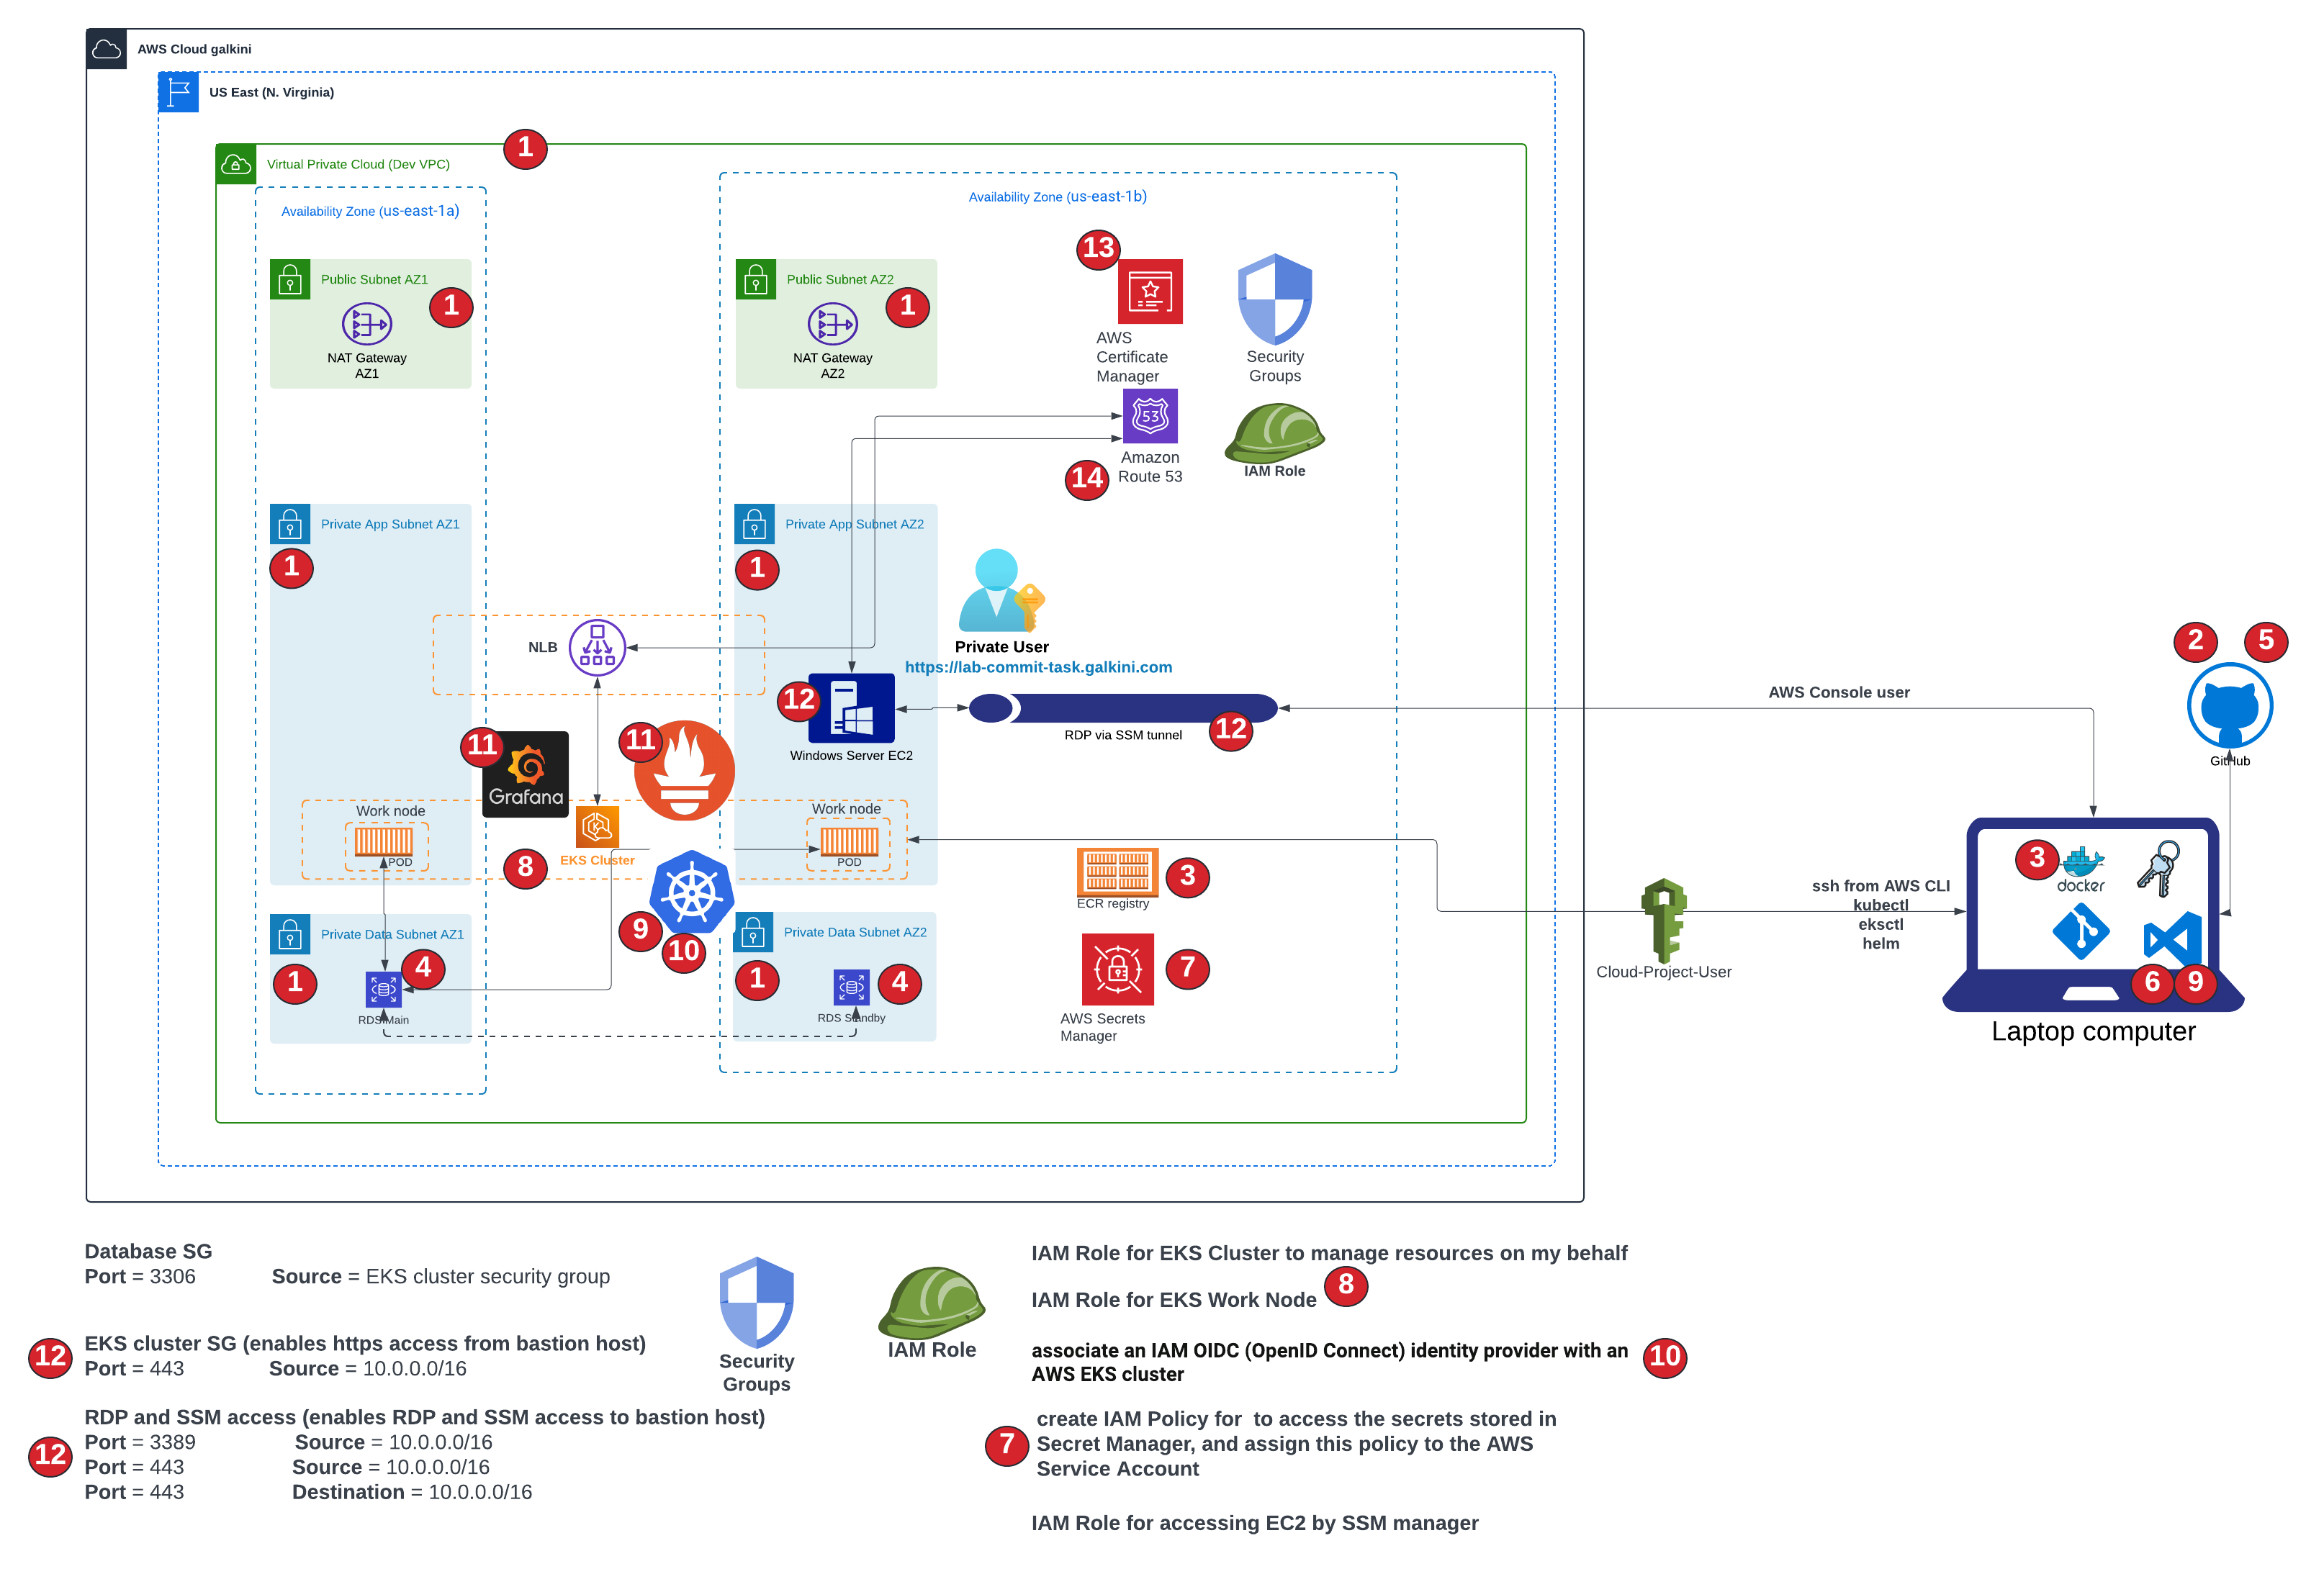 AWS Cloud galkini
US East (N. Virginia)
Virtual Private Cloud (Dev VPC)
1
Availability Zone (us-east-1a)
Availability Zone (us-east-1b)
Public Subnet AZ1
1
NAT Gateway
AZ1
Public Subnet AZ2
1
NAT Gateway
AZ2
13
AWS
Certificate
Manager
Security
Groups
53
Amazon
Route 53
14
IAM Role
Private App Subnet AZ1
1
Private App Subnet AZ2
1
Private User
https://lab-commit-task.galkini.com
NLB
12
Windows Server EC2
12
RDP via SSM tunnel
AWS Console user
2
5
GitHub
11
Grafana
11
Work node
POD
EKS Cluster
8
K
Work node
POD
9
10
ECR registry
3
Private Data Subnet AZ1
1
4
RDS Main
Private Data Subnet AZ2
1
4
RDS Standby
AWS Secrets
Manager
7
Cloud-Project-User
ssh from AWS CLI
kubectl
eksctl
helm
3
docker
6
9
Laptop computer
Database SG
Port = 3306 Source = EKS cluster security group
12
EKS cluster SG (enables https access from bastion host)
Port = 443 Source = 10.0.0.0/16
12
RDP and SSM access (enables RDP and SSM access to bastion host)
Port = 3389 Source = 10.0.0.0/16
Port = 443 Source = 10.0.0.0/16
Port = 443 Destination = 10.0.0.0/16
Security
Groups
IAM Role
IAM Role for EKS Cluster to manage resources on my behalf
8
IAM Role for EKS Work Node
associate an IAM OIDC (OpenID Connect) identity provider with an
AWS EKS cluster
10
7
create IAM Policy for to access the secrets stored in
Secret Manager, and assign this policy to the AWS
Service Account
IAM Role for accessing EC2 by SSM manager